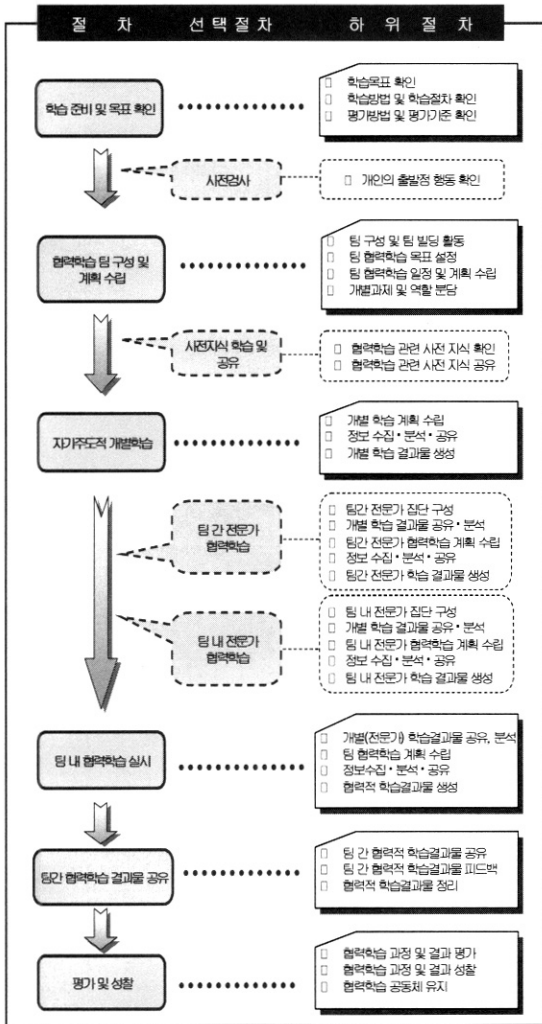 절 차 선택절차 하 위 절 차
학습 준비 및 목표 확인
학습목표 확인
학습방법 및 학습절차 확인
평가방법 및 평가기준 확인
사전검사
개인의 출발점 행동 확인
협력학습 팀 구성 및
계획 수립
팀 구성 및 팀 빌딩 활동
팀 협력학습 목표 설정
팀 협력학습 일정 및 계획 수립
개별과제 및 역할 분담
사전지식 학습 및
공유
협력학습 관련 사전 지식 확인
협력학습 관련 사전 지식 공유
자기주도적 개별학습
개별 학습 계획 수립
정보 수집·분석·공유
개별 학습 결과물 생성
팀 간 전문가
협력학습
팀간 전문가 집단 구성
개별 학습 결과물 공유·분석
팀간 전문가 협력학습 계획 수립
정보 수집·분석·공유
팀간 전문가 학습 결과물 생성
팀 내 전문가
협력학습
팀 내 전문가 집단 구성
개별 학습 결과물 공유·분석
팀 내 전문가 협력학습 계획 수립
정보 수집·분석·공유
팀 내 전문가 학습 결과물 생성
팀 내 협력학습 실시
개별(전문가) 학습결과물 공유, 분석
팀 협력학습 계획 수립
정보수집·분석·공유
협력적 학습결과물 생성
팀간 협력학습 결과물 공유
팀 간 협력적 학습결과물 공유
팀 간 협력적 학습결과물 피드백
협력적 학습결과물 정리
평가 및 성찰
협력학습 과정 및 결과 평가
협력학습 과정 및 결과 성찰
협력학습 공동체 유지